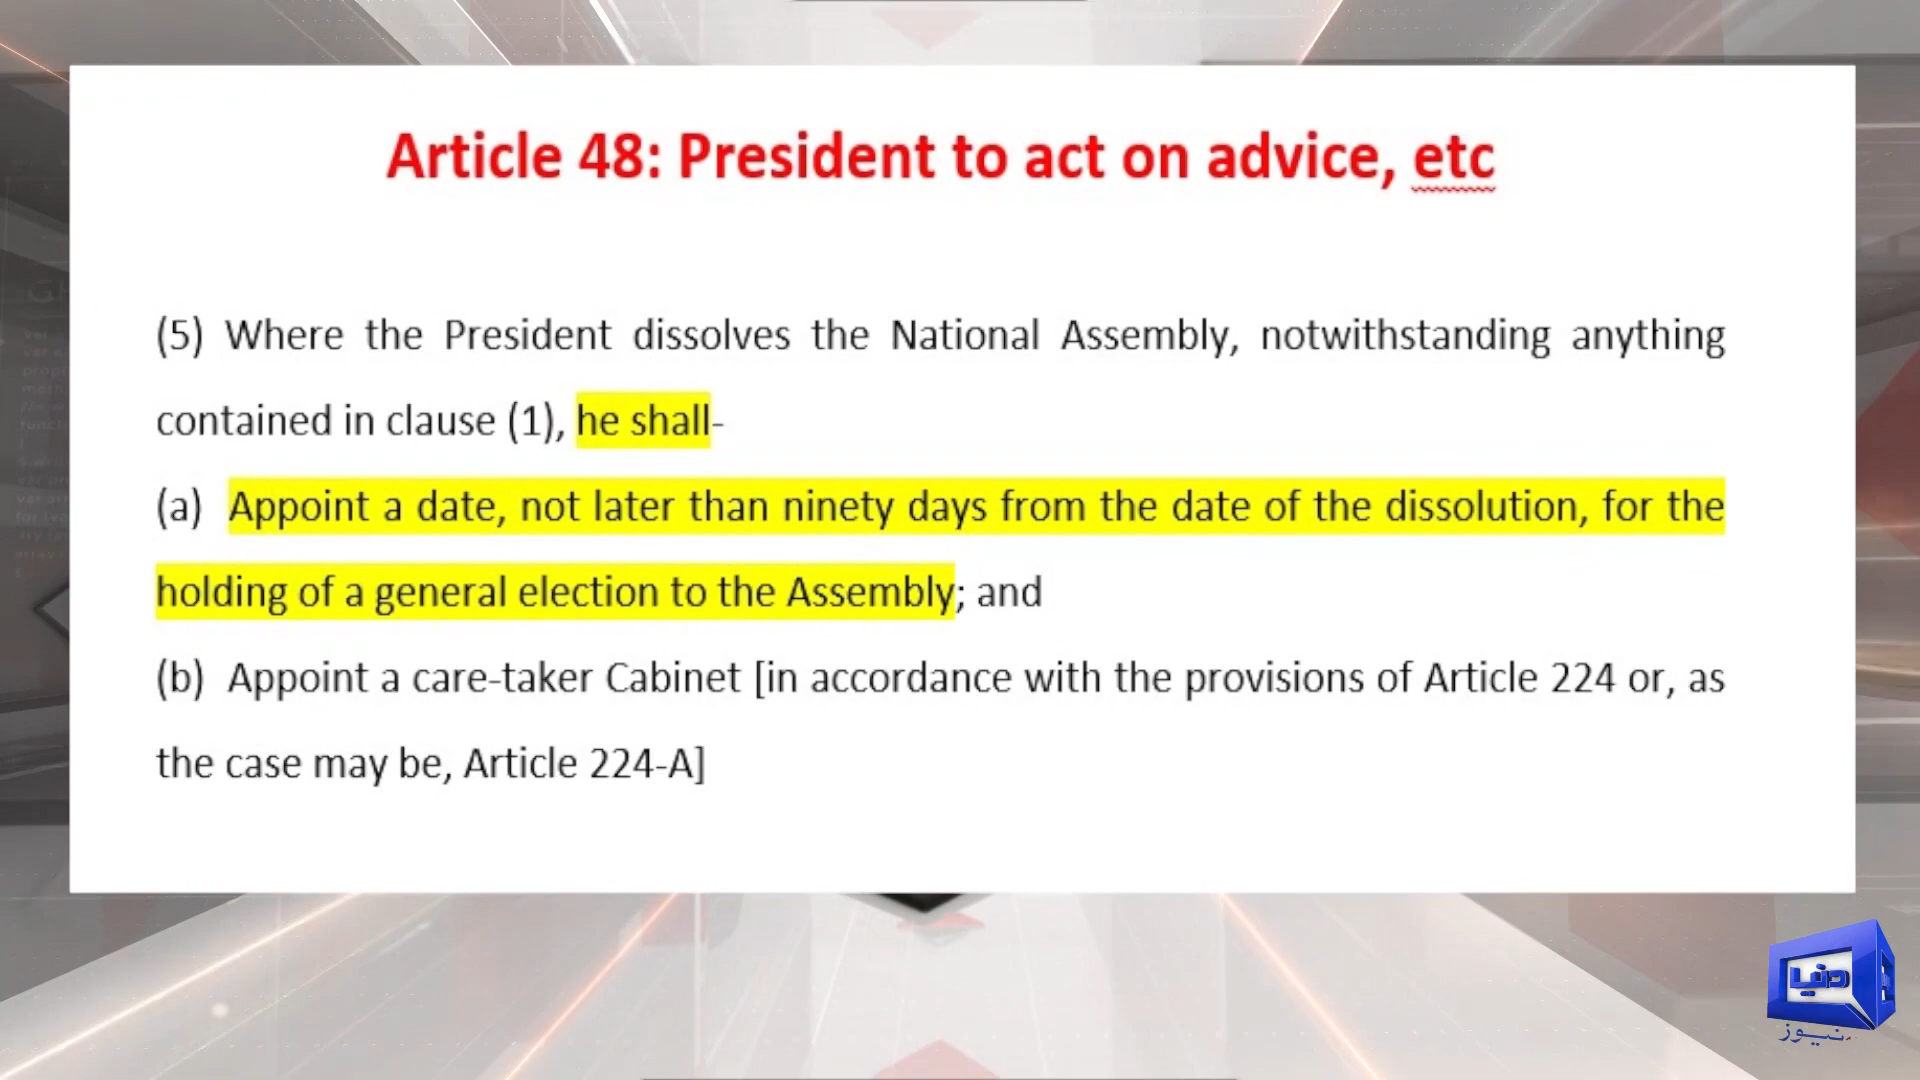 Article 48: President to act on advice, etc
(5) Where the President dissolves the National Assembly, notwithstanding anything
contained in clause (1), he shall-
(a) Appoint a date, not later than ninety days from the date of the dissolution, for the
holding of a general election to the Assembly; and
(b) Appoint a care-taker Cabinet [in accordance with the provisions of Article 224 or, as
the case may be, Article 224-A]
دنیا
نیوز